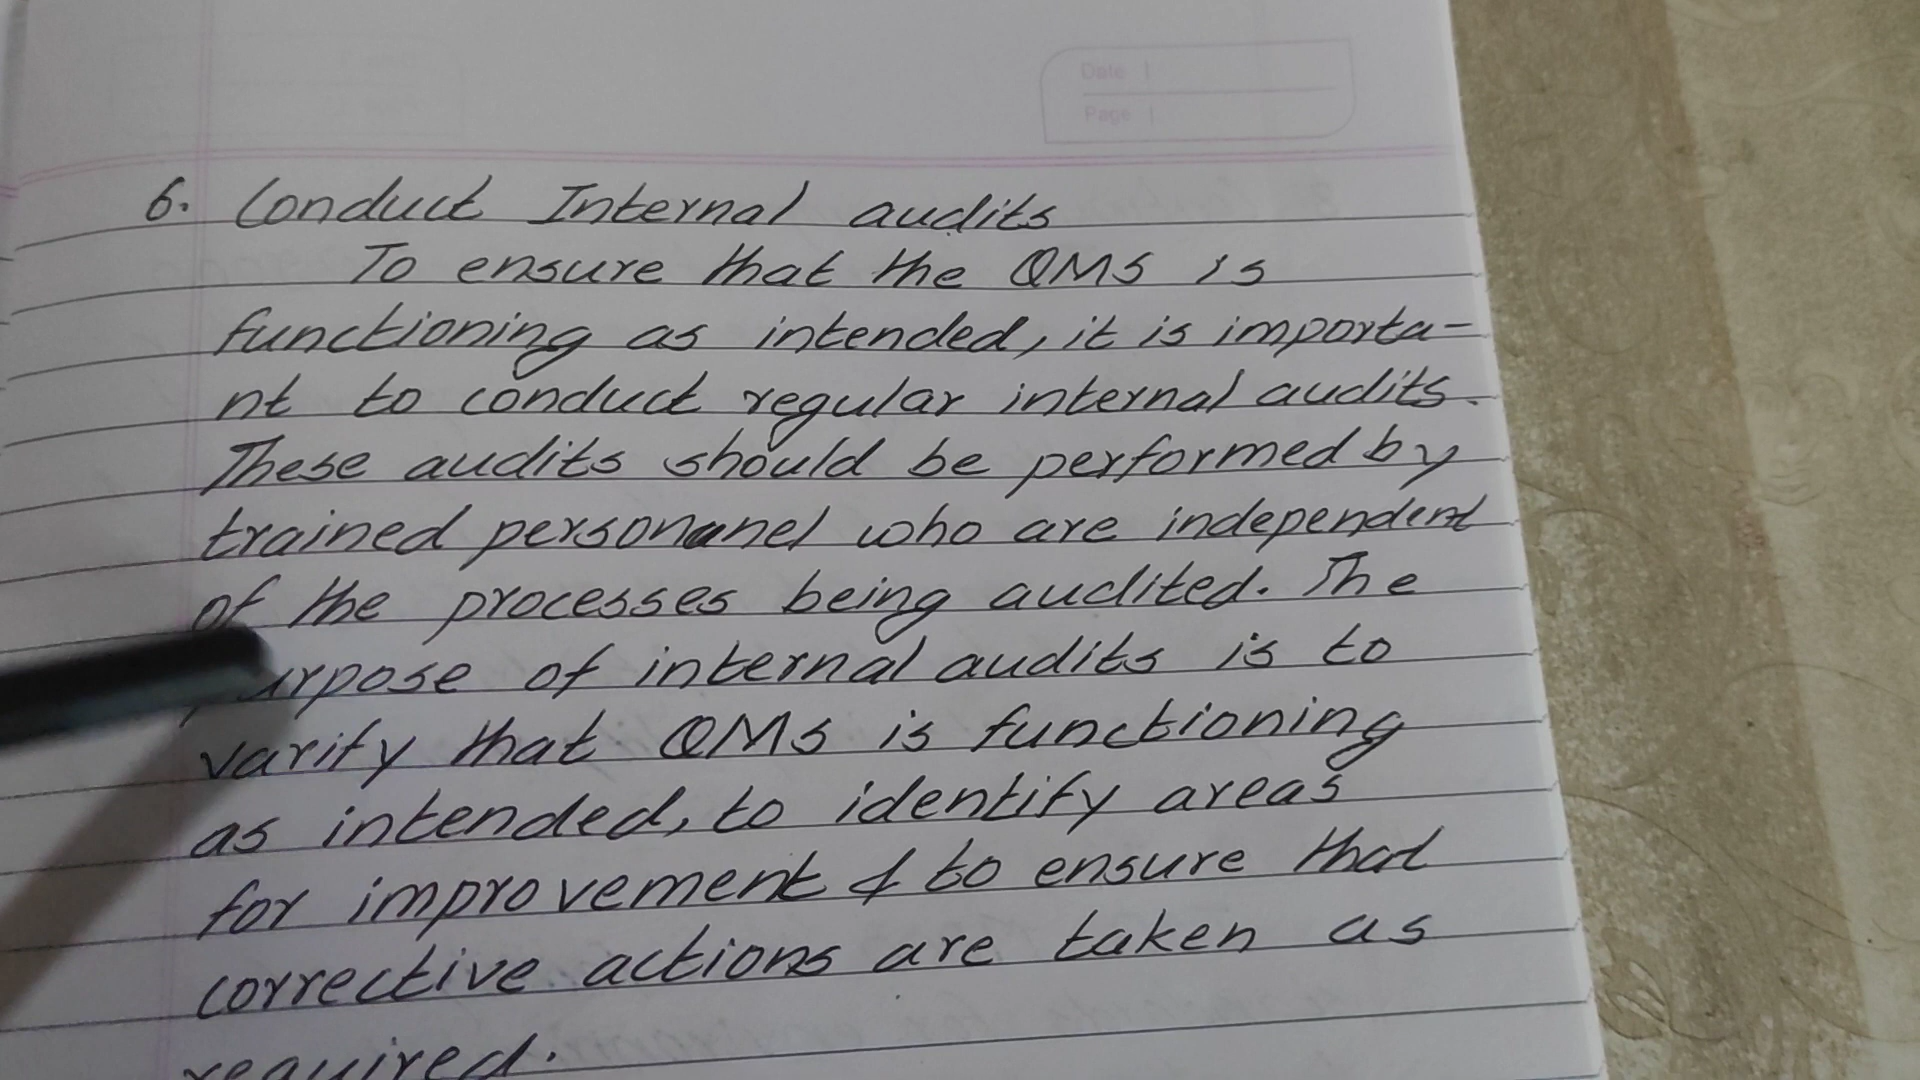 Date
Page
6. Conduct Internal audits
To ensure that the QMS is
functioning as intended, it is importa-
nt to conduct regular internal audits.
These audits should be performed by
trained personanel who are independent
of the processes being audited. The
urpose of internal audits is to
varify that QMS is functioning
as intended, to identify areas
for improvement & to ensure that
corrective actions are taken as
required.